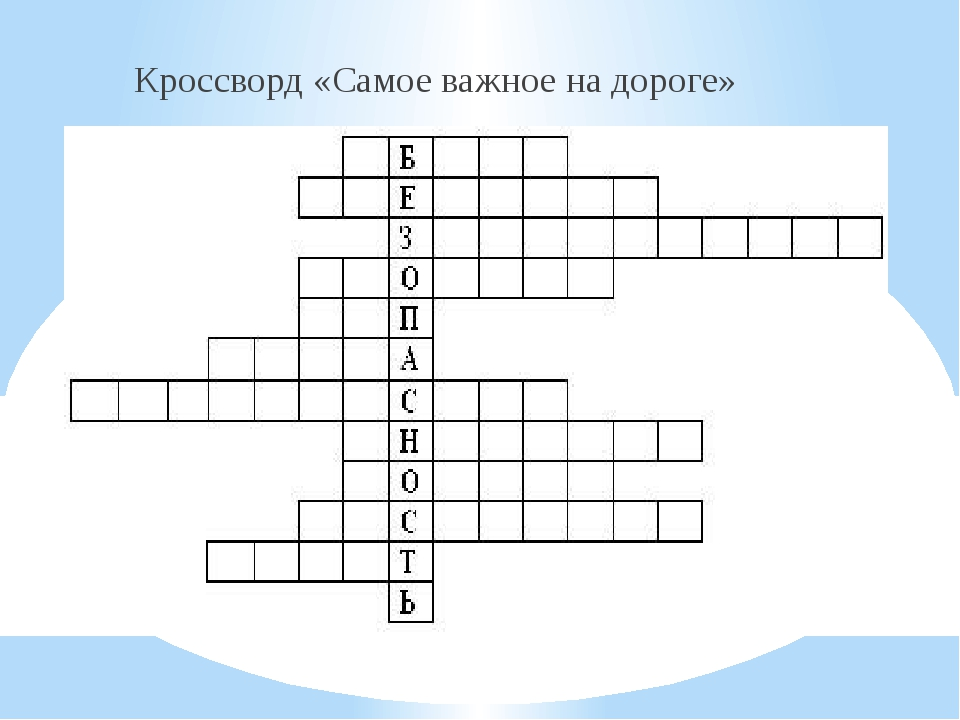 Кроссворд «Самое важное на дороге»
Б
Е
З
О
П
А
С
Н
О
С
Т
Ь